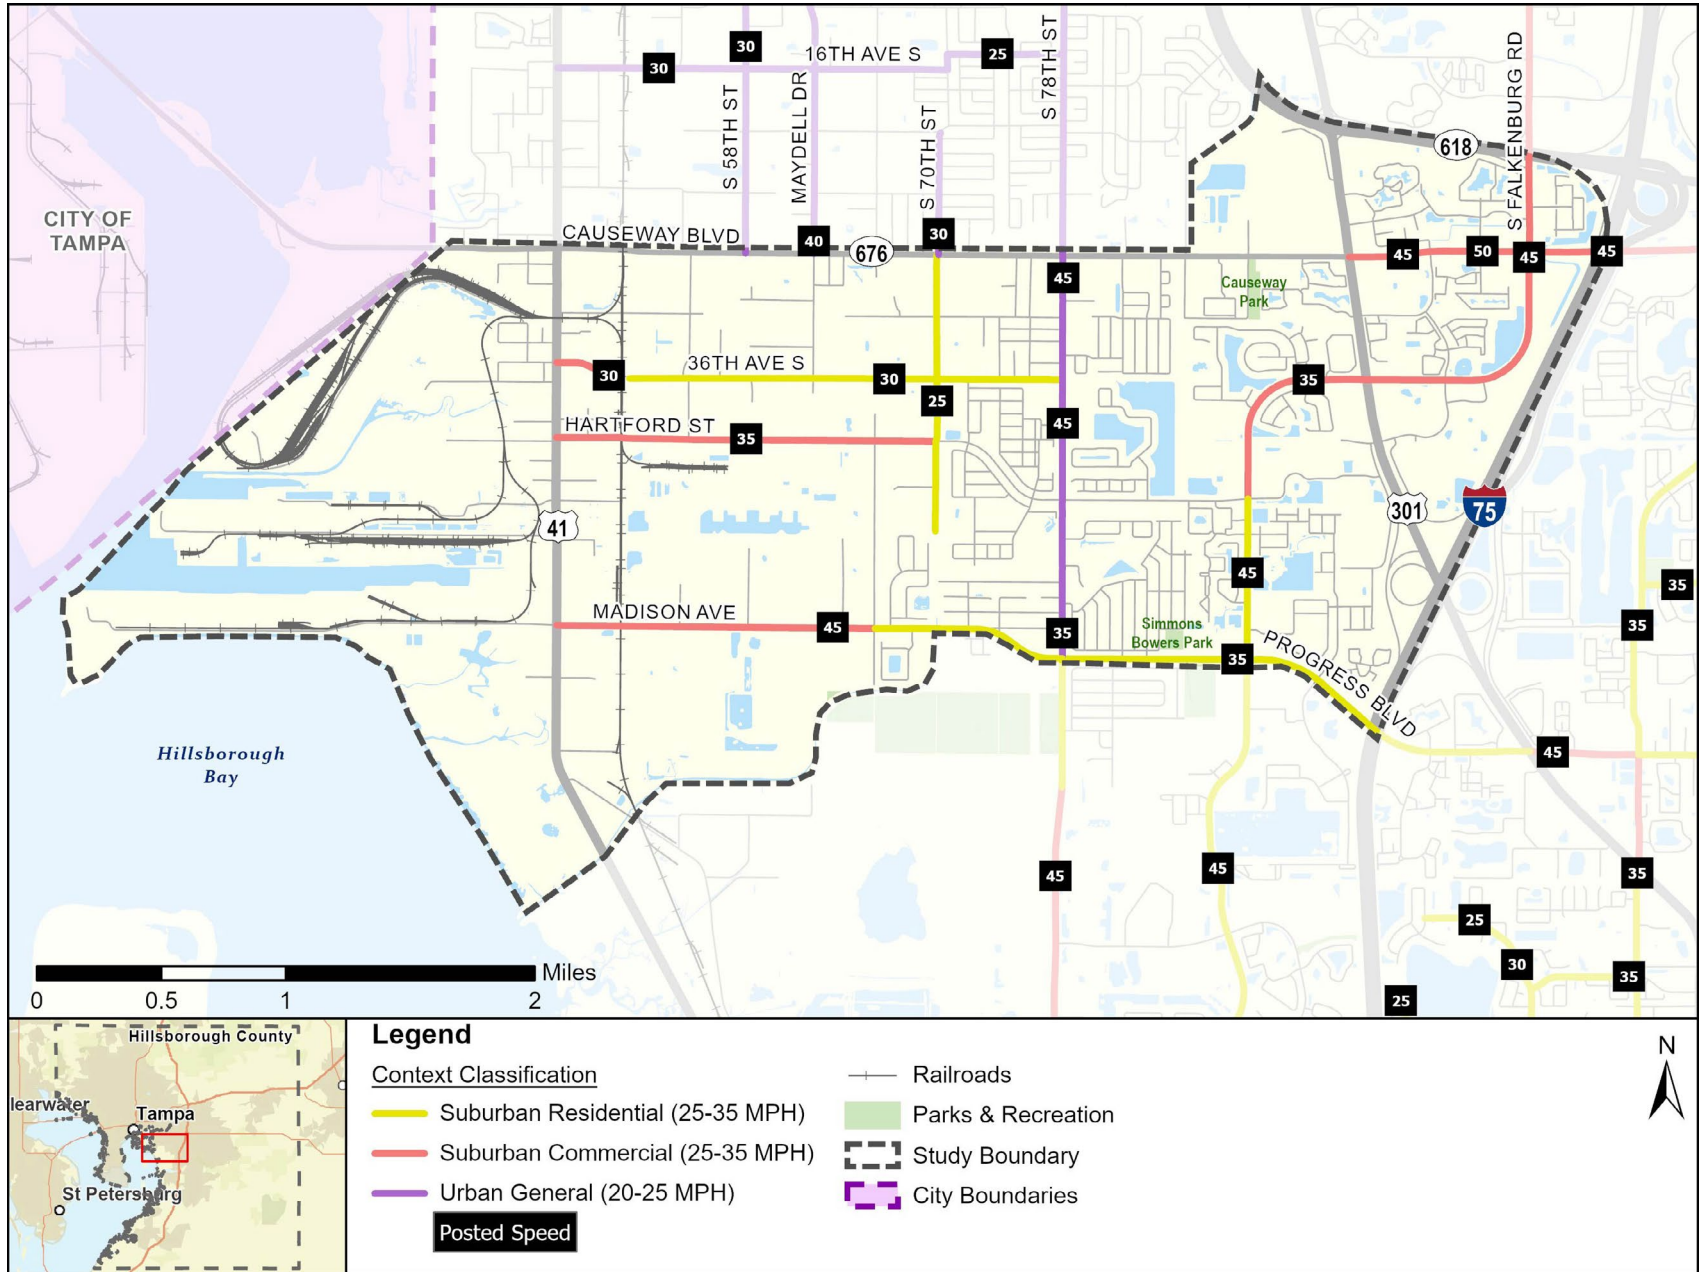 30
30
16TH AVE S
25
S 78TH ST
S FALKENBURG RD
S 58TH ST
MAYDELL DR
S 70TH ST
618
CITY OF
TAMPA
CAUSEWAY BLVD
40
676
30
45
45
50
45
45
Causeway
Park
36TH AVE S
30
30
25
35
HARTFORD ST
35
45
41
301
75
45
35
35
MADISON AVE
45
35
Simmons
Bowers Park
35
PROGRESS BLVD
45
Hillsborough
Bay
45
45
35
25
30
35
25
Miles
0
0.5
1
2
Hillsborough County
learwater
Tampa
St Petersburg
Legend
Context Classification
Suburban Residential (25-35 MPH)
Suburban Commercial (25-35 MPH)
Urban General (20-25 MPH)
Posted Speed
Railroads
Parks & Recreation
Study Boundary
City Boundaries
N